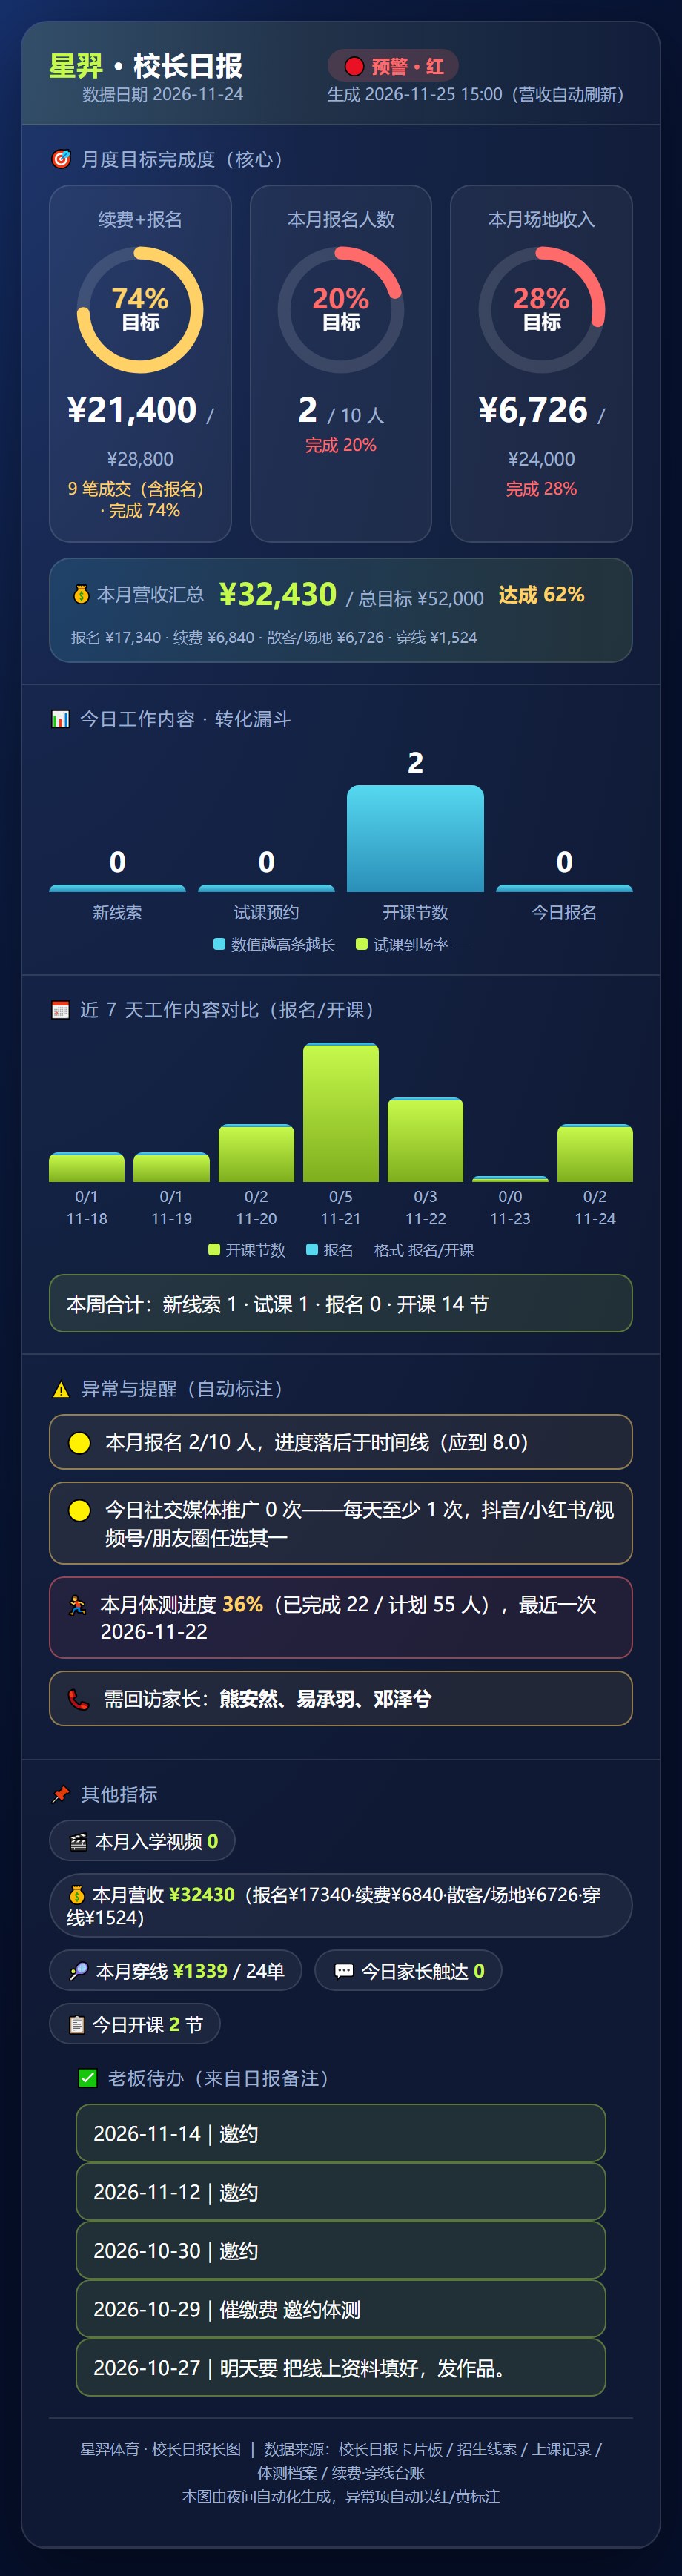 星羿 · 校长日报
🔴 预警 · 红
数据日期 2026-11-24
生成 2026-11-25 15:00（营收自动刷新）
🎯 月度目标完成度（核心）
续费+报名
74%
目标
¥21,400 /
¥28,800
9 笔成交（含报名）
· 完成 74%
本月报名人数
20%
目标
2 / 10 人
完成 20%
本月场地收入
28%
目标
¥6,726 /
¥24,000
完成 28%
💰 本月营收汇总 ¥32,430 / 总目标 ¥52,000 达成 62%
报名 ¥17,340 · 续费 ¥6,840 · 散客/场地 ¥6,726 · 穿线 ¥1,524
📊 今日工作内容 · 转化漏斗
0 0 2 0
新线索 试课预约 开课节数 今日报名
数值越高条越长 试课到场率 —
📅 近 7 天工作内容对比（报名/开课）
0/1 0/1 0/2 0/5 0/3 0/0 0/2
11-18 11-19 11-20 11-21 11-22 11-23 11-24
开课节数 报名 格式 报名/开课
本周合计：新线索 1 · 试课 1 · 报名 0 · 开课 14 节
⚠️ 异常与提醒（自动标注）
🟡 本月报名 2/10 人，进度落后于时间线（应到 8.0）
🟡 今日社交媒体推广 0 次——每天至少 1 次，抖音/小红书/视
频号/朋友圈任选其一
🏃 本月体测进度 36%（已完成 22 / 计划 55 人），最近一次
2026-11-22
📞 需回访家长：熊安然、易承羽、邓泽兮
📌 其他指标
🎬 本月入学视频 0
💰 本月营收 ¥32430（报名¥17340·续费¥6840·散客/场地¥6726·穿
线¥1524）
🏸 本月穿线 ¥1339 / 24单
💬 今日家长触达 0
📋 今日开课 2 节
✅ 老板待办（来自日报备注）
2026-11-14 | 邀约
2026-11-12 | 邀约
2026-10-30 | 邀约
2026-10-29 | 催缴费 邀约体测
2026-10-27 | 明天要 把线上资料填好，发作品。
星羿体育 · 校长日报长图 ｜ 数据来源：校长日报卡片板 / 招生线索 / 上课记录 /
体测档案 / 续费·穿线台账
本图由夜间自动化生成，异常项自动以红/黄标注